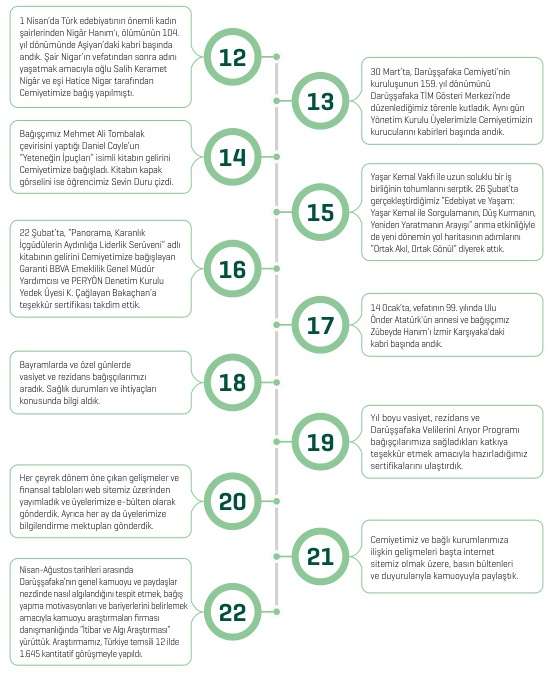 1 Nisan’da Türk edebiyatının önemli kadın
şairlerinden Nigâr Hanım’ı, ölümünün 104.
yıl dönümünde Aşiyan’daki kabri başında
andık. Şair Nigar’ın vefatından sonra adını
yaşatmak amacıyla oğlu Salih Keramet
Nigâr ve eşi Hatice Nigar tarafından
Cemiyetimize bağış yapılmıştı.
12
30 Mart’ta, Darüşşafaka Cemiyeti’nin
kuruluşunun 159. yıl dönümünü
Darüşşafaka TİM Gösteri Merkezi’nde
düzenlediğimiz törenle kutladık. Aynı gün
Yönetim Kurulu Üyelerimizle Cemiyetimizin
kurucularını kabirleri başında andık.
13
Bağışçımız Mehmet Ali Tombalak
çevirisini yaptığı Daniel Coyle’un
“Yeteneğin İpuçları” isimli kitabın gelirini
Cemiyetimize bağışladı. Kitabın kapak
görselini ise öğrencimiz Sevin Duru çizdi.
14
Yaşar Kemal Vakfı ile uzun soluklu bir iş
birliğinin tohumlarını serptik. 26 Şubat’ta
gerçekleştirdiğimiz “Edebiyat ve Yaşam:
Yaşar Kemal ile Sorgulamanın, Düş Kurmanın,
Yeniden Yaratmanın Arayışı” anma etkinliğiyle
de yeni dönemin yol haritasının adımlarını
“Ortak Akıl, Ortak Gönül” diyerek attık.
15
22 Şubat’ta, “Panorama, Karanlık
İçgüdülerin Aydınlığa Liderlik Serüveni” adlı
kitabının gelirini Cemiyetimize bağışlayan
Garanti BBVA Emeklilik Genel Müdür
Yardımcısı ve PERYÖN Denetim Kurulu
Yedek Üyesi K. Çağlayan Bakaçhan’a
teşekkür sertifikası takdim ettik.
16
14 Ocak’ta, vefatının 99. yılında Ulu
Önder Atatürk’ün annesi ve bağışçımız
Zübeyde Hanım’ı İzmir Karşıyaka’daki
kabri başında andık.
17
Bayramlarda ve özel günlerde
vasiyet ve rezidans bağışçılarımızı
aradık. Sağlık durumları ve ihtiyaçları
konusunda bilgi aldık.
18
Yıl boyu vasiyet, rezidans ve
Darüşşafaka Velilerini Arıyor Programı
bağışçılarımıza sağladıkları katkıya
teşekkür etmek amacıyla hazırladığımız
sertifikalarını ulaştırdık.
19
Her çeyrek dönem öne çıkan gelişmeler ve
finansal tabloları web sitemiz üzerinden
yayımladık ve üyelerimize e-bülten olarak
gönderdik. Ayrıca her ay da üyelerimize
bilgilendirme mektupları gönderdik.
20
Cemiyetimiz ve bağlı kurumlarımıza
ilişkin gelişmeleri başta internet
sitemiz olmak üzere, basın bültenleri
ve duyurularıyla kamuoyuyla paylaştık.
21
Nisan-Ağustos tarihleri arasında
Darüşşafaka’nın genel kamuoyu ve paydaşlar
nezdinde nasıl algılandığını tespit etmek, bağış
yapma motivasyonları ve bariyerlerini belirlemek
amacıyla kamuoyu araştırmaları firması
danışmanlığında “İtibar ve Algı Araştırması”
yürüttük. Araştırmamız, Türkiye temsili 12 ilde
1.645 kantitatif görüşmeyle yapıldı.
22